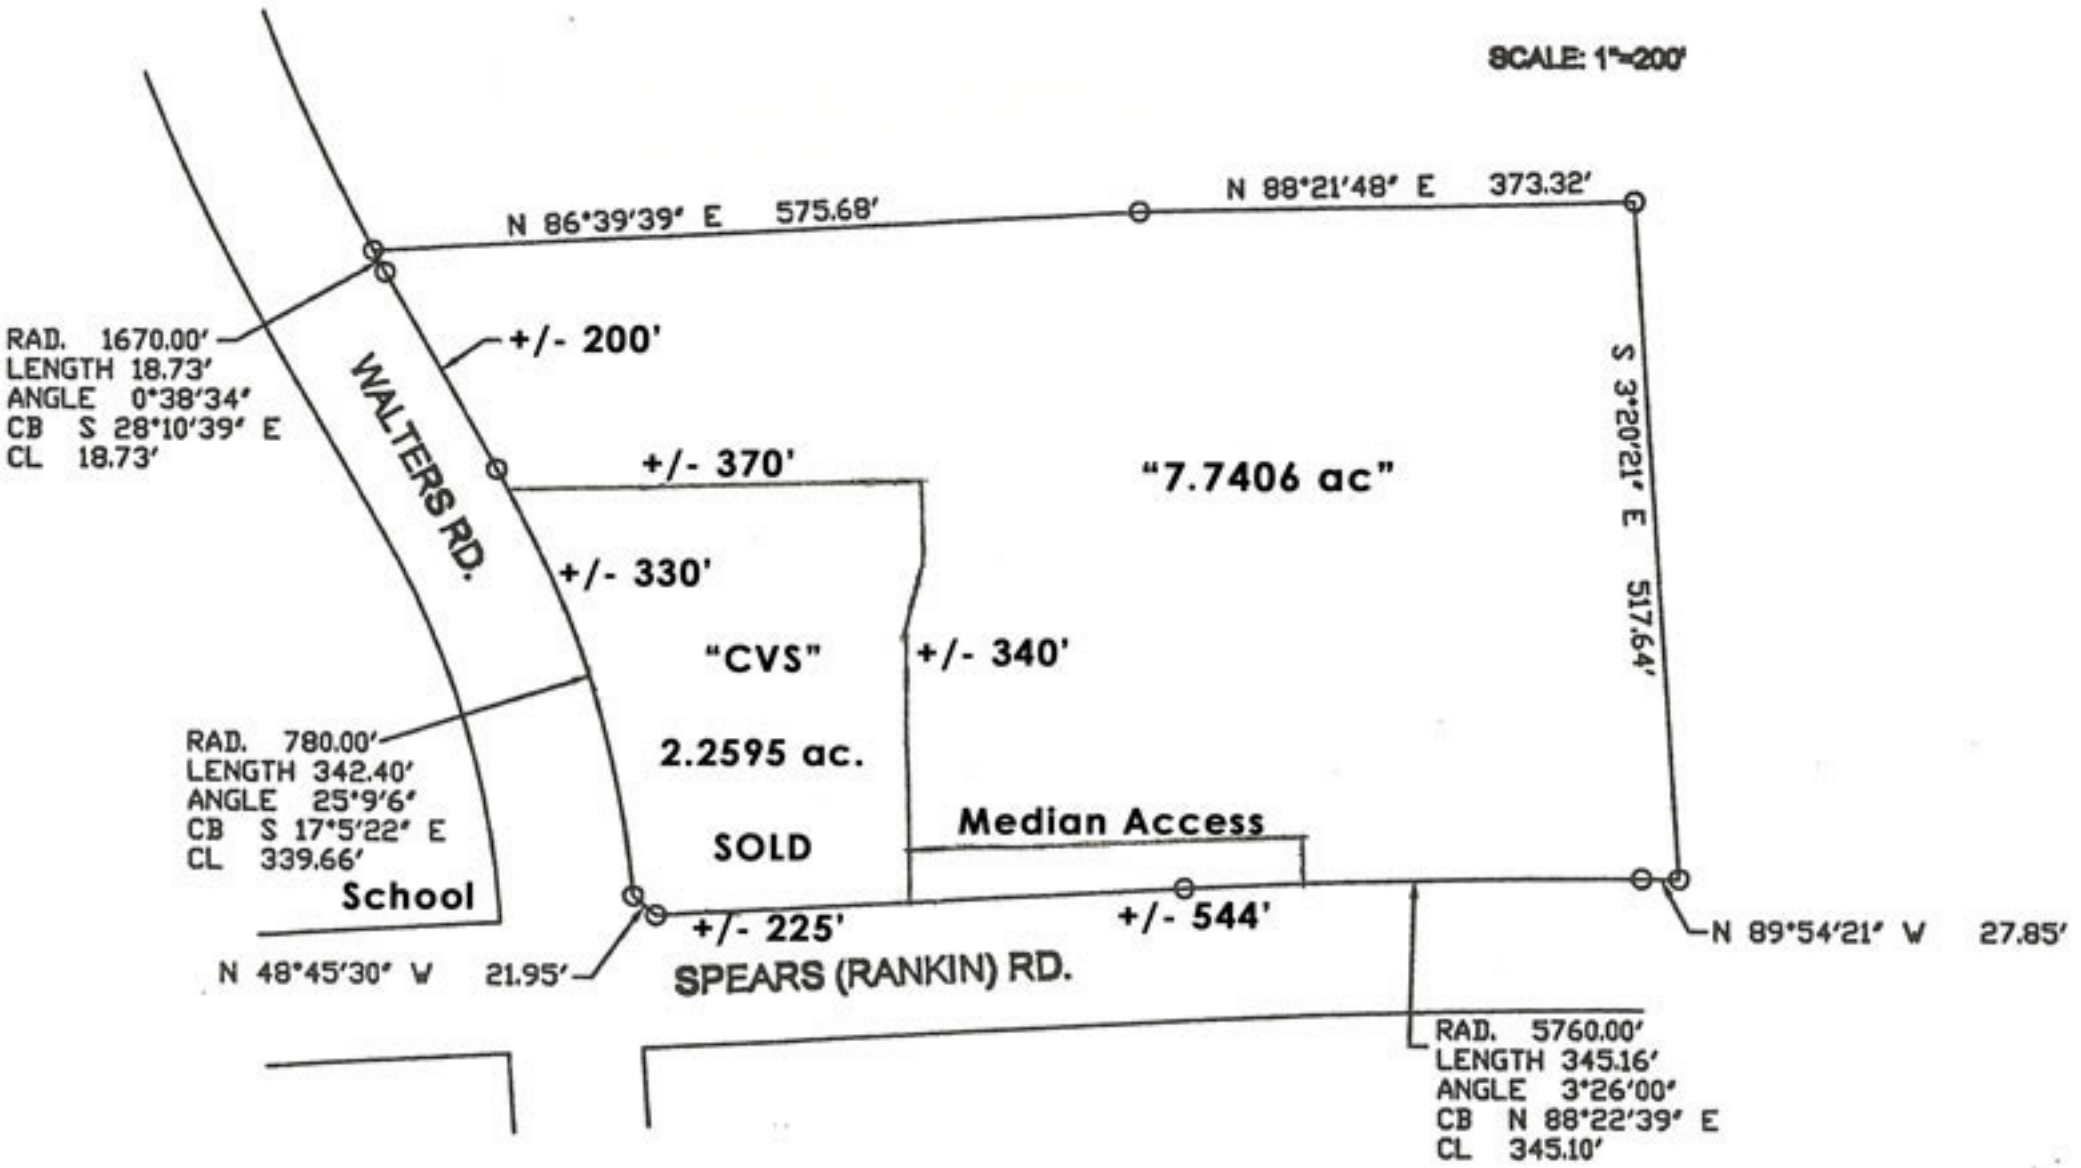 SCALE: 1"=200'
N 88°21'48" E 373.32'
N 86°39'39" E 575.68'
RAD. 1670.00'
LENGTH 18.73'
ANGLE 0°38'34"
CB S 28°10'39" E
CL 18.73'
+/- 200'
WALTERS RD.
S 3°20'21" E 517.64'
+/- 370'
"7.7406 ac"
+/- 330'
"CVS"
+/- 340'
2.2595 ac.
SOLD
RAD. 780.00'
LENGTH 342.40'
ANGLE 25°9'6"
CB S 17°5'22" E
CL 339.66'
School
Median Access
+/- 225'
+/- 544'
N 89°54'21" W 27.85'
N 48°45'30" W 21.95'
SPEARS (RANKIN) RD.
RAD. 5760.00'
LENGTH 345.16'
ANGLE 3°26'00"
CB N 88°22'39" E
CL 345.10'